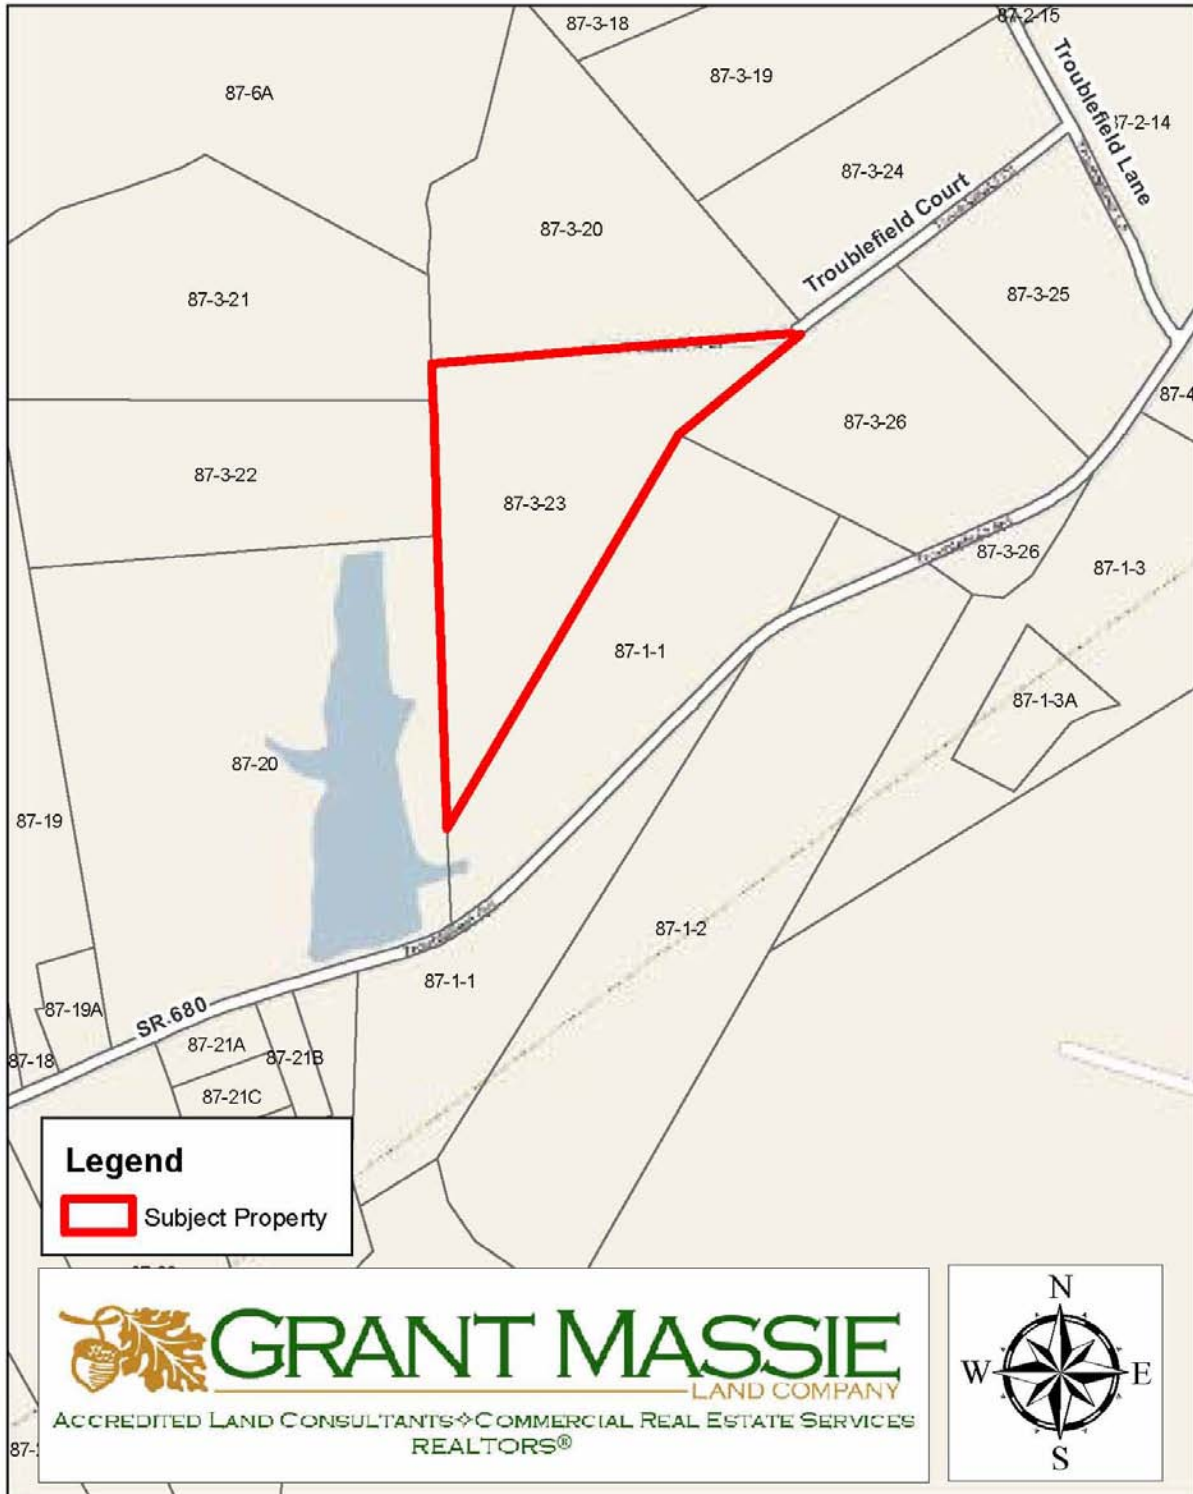 87-3-18
87-2-15
87-3-19
87-6A
Troublefield Lane
87-2-14
87-3-24
Troublefield Court
87-3-20
87-3-21
87-3-25
87-4
87-3-26
87-3-22
87-3-23
87-3-26
87-1-3
87-1-1
87-1-3A
87-20
87-19
87-1-2
87-1-1
87-19A
SR 680
87-21A
87-18
87-21B
87-21C
Legend
Subject Property
GRANT MASSIE
LAND COMPANY
ACCREDITED LAND CONSULTANTS✧COMMERCIAL REAL ESTATE SERVICES
REALTORS®
N
W
E
S